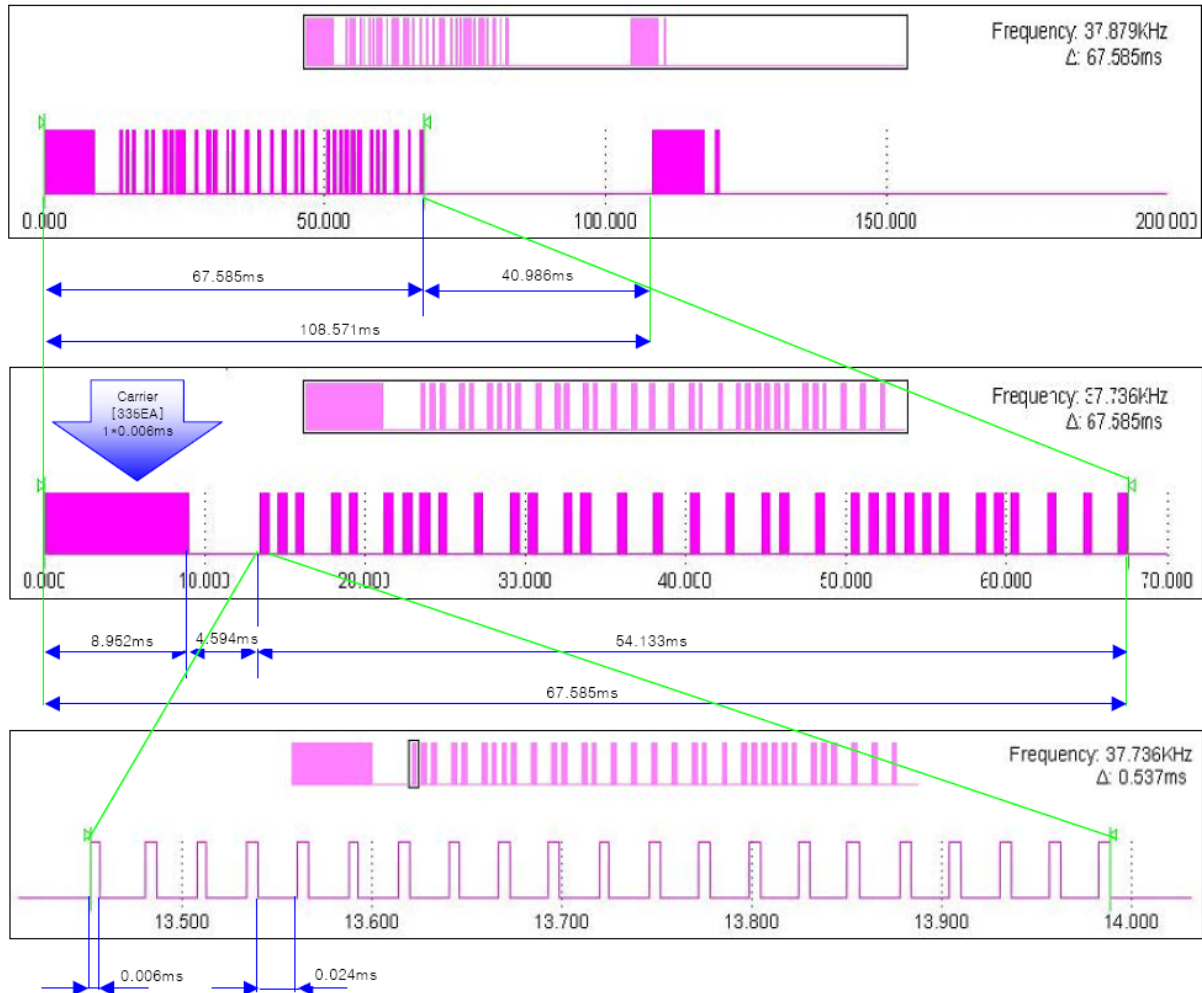 Frequency: 37.879KHz
Δ: 67.585ms
0.000 50.000 100.000 150.000 200.000
67.585ms 40.986ms
108.571ms
Carrier
[335EA]
1*0.006ms
Frequency: 37.736KHz
Δ: 67.585ms
0.000 10.000 20.000 30.000 40.000 50.000 60.000 70.000
8.952ms 4.594ms 54.133ms
67.585ms
Frequency: 37.736KHz
Δ: 0.537ms
13.500 13.600 13.700 13.800 13.900 14.000
0.006ms 0.024ms